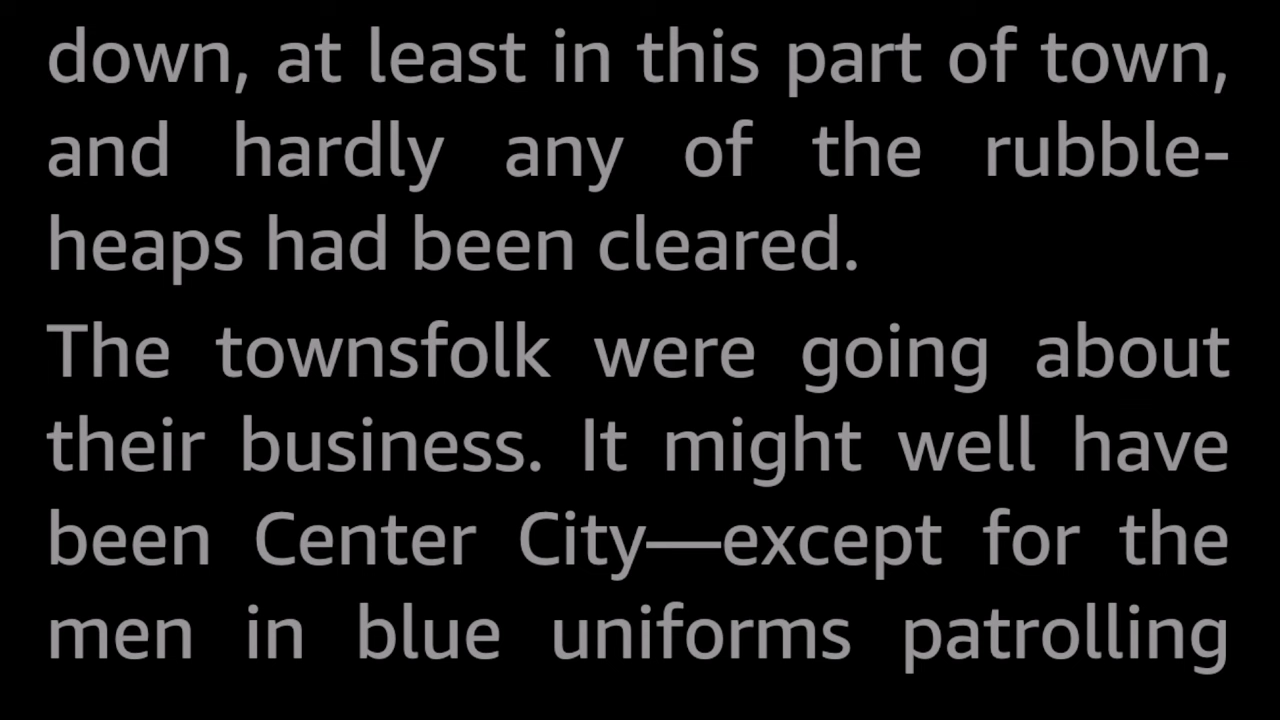 down, at least in this part of town,
and hardly any of the rubble-
heaps had been cleared.
The townsfolk were going about
their business. It might well have
been Center City—except for the
men in blue uniforms patrolling